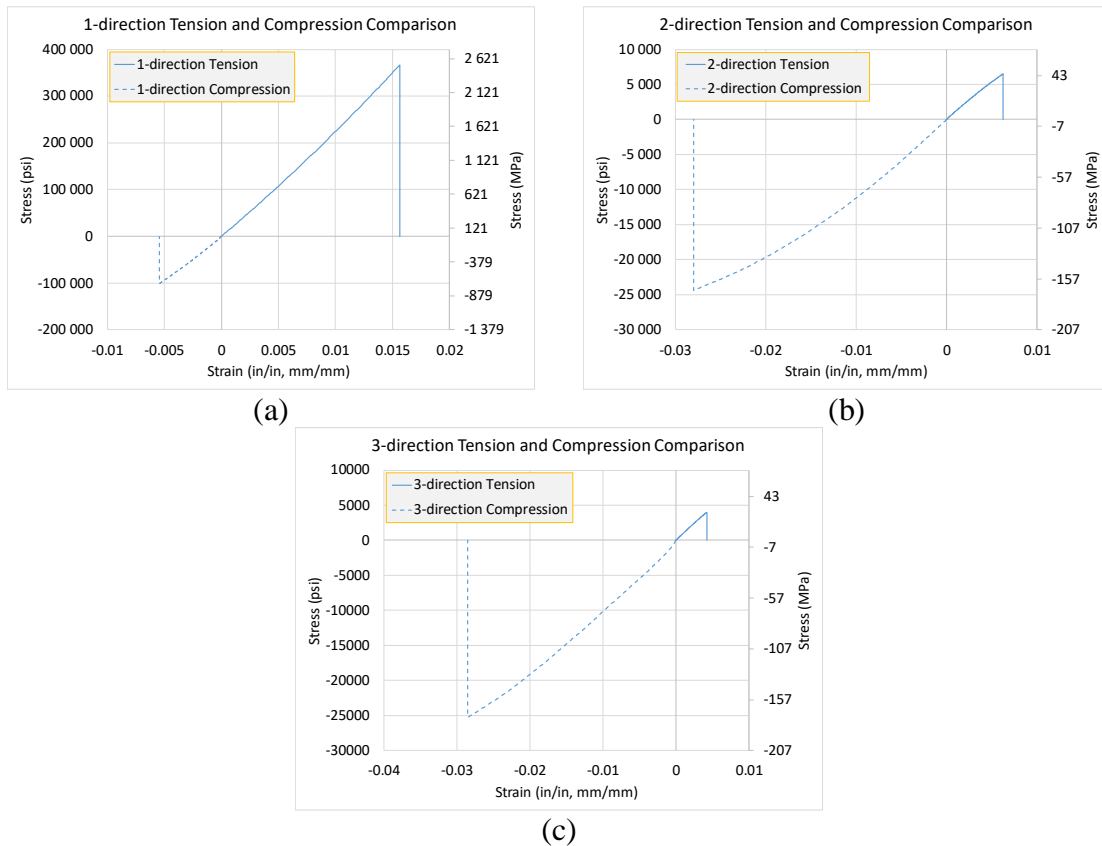 1-direction Tension and Compression Comparison
400 000
300 000
200 000
100 000
0
-100 000
-200 000
Stress (psi)
1-direction Tension
1-direction Compression
2 621
2 121
1 621
1 121
621
121
-379
-879
-1 379
Stress (MPa)
-0.01 -0.005 0 0.005 0.01 0.015 0.02
Strain (in/in, mm/mm)
(a)
2-direction Tension and Compression Comparison
10 000
5 000
0
-5 000
-10 000
-15 000
-20 000
-25 000
-30 000
Stress (psi)
2-direction Tension
2-direction Compression
43
-7
-57
-107
-157
-207
Stress (MPa)
-0.03 -0.02 -0.01 0 0.01
Strain (in/in, mm/mm)
(b)
3-direction Tension and Compression Comparison
10000
5000
0
-5000
-10000
-15000
-20000
-25000
-30000
Stress (psi)
3-direction Tension
3-direction Compression
43
-7
-57
-107
-157
-207
Stress (MPa)
-0.04 -0.03 -0.02 -0.01 0 0.01
Strain (in/in, mm/mm)
(c)